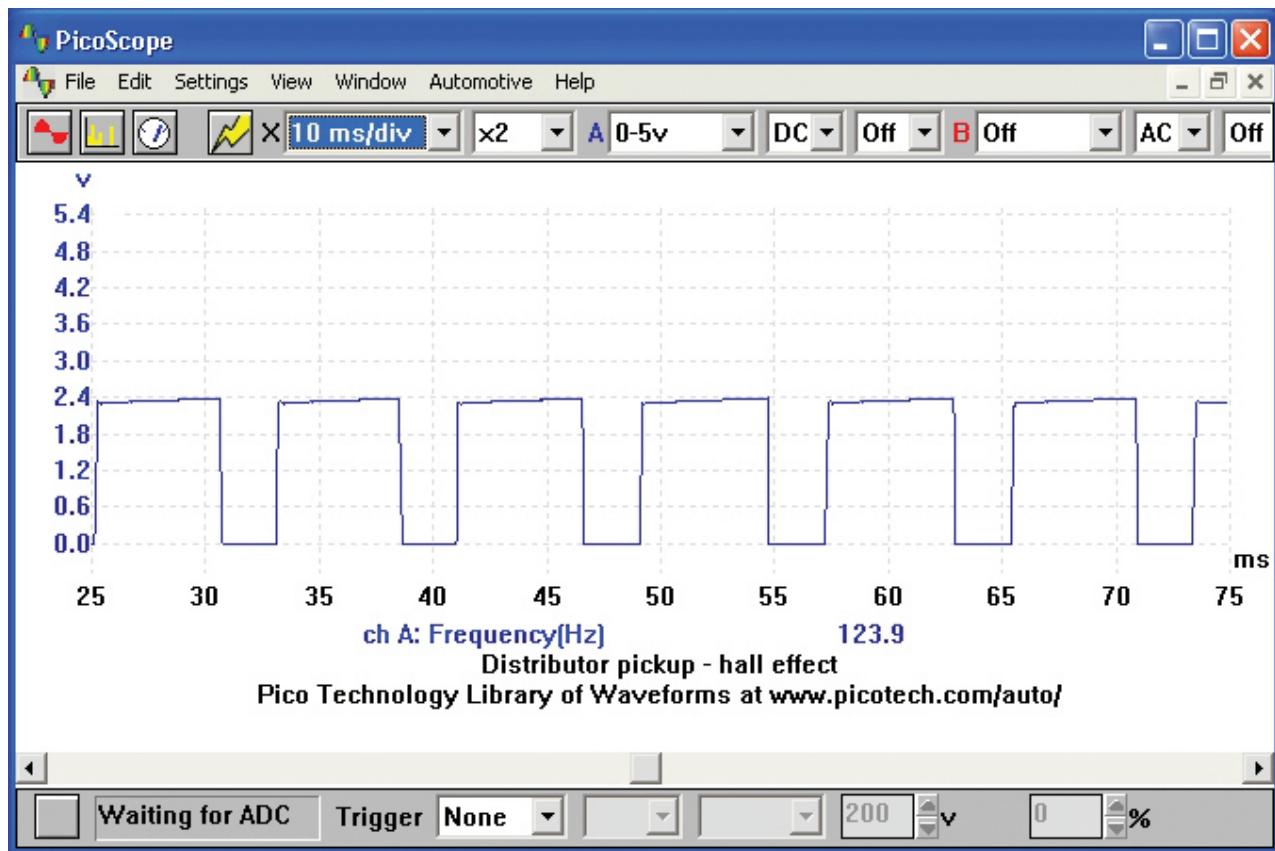 PicoScope
File Edit Settings View Window Automotive Help
X 10 ms/div x2 A 0-5v DC Off B Off AC Off
v
5.4
4.8
4.2
3.6
3.0
2.4
1.8
1.2
0.6
0.0
ms
25 30 35 40 45 50 55 60 65 70 75
ch A: Frequency(Hz) 123.9
Distributor pickup - hall effect
Pico Technology Library of Waveforms at www.picotech.com/auto/
Waiting for ADC Trigger None 200 v 0 %